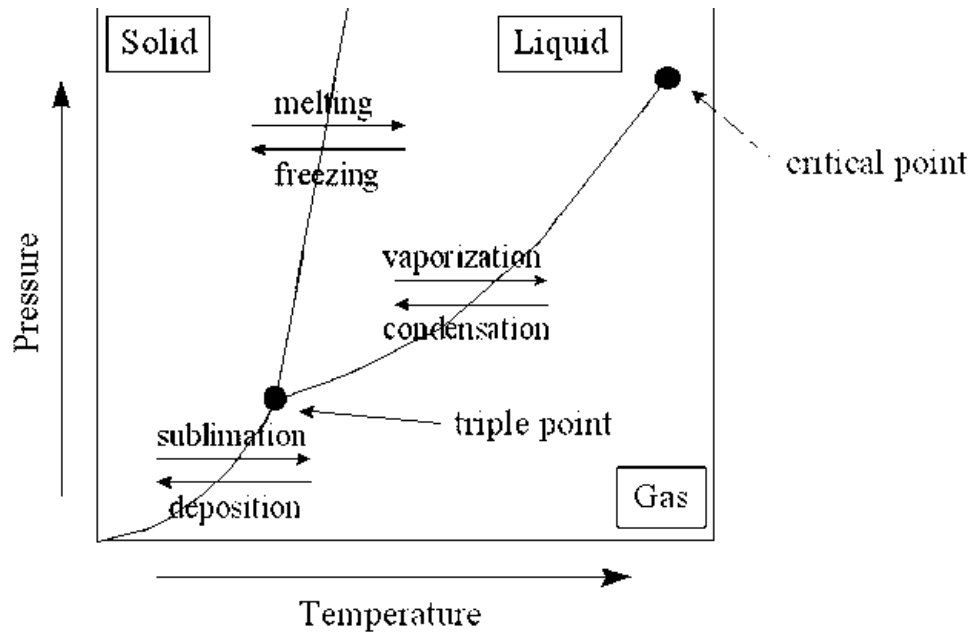 Solid
Liquid
melting
freezing
critical point
vaporization
condensation
Pressure
triple point
sublimation
deposition
Gas
Temperature